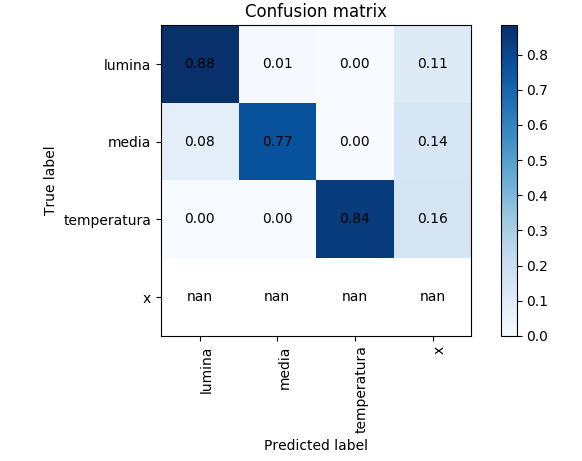 Confusion matrix
lumina 0.88 0.01 0.00 0.11
media 0.08 0.77 0.00 0.14
temperatura 0.00 0.00 0.84 0.16
x nan nan nan nan
lumina media temperatura x
Predicted label
True label
0.8
0.7
0.6
0.5
0.4
0.3
0.2
0.1
0.0